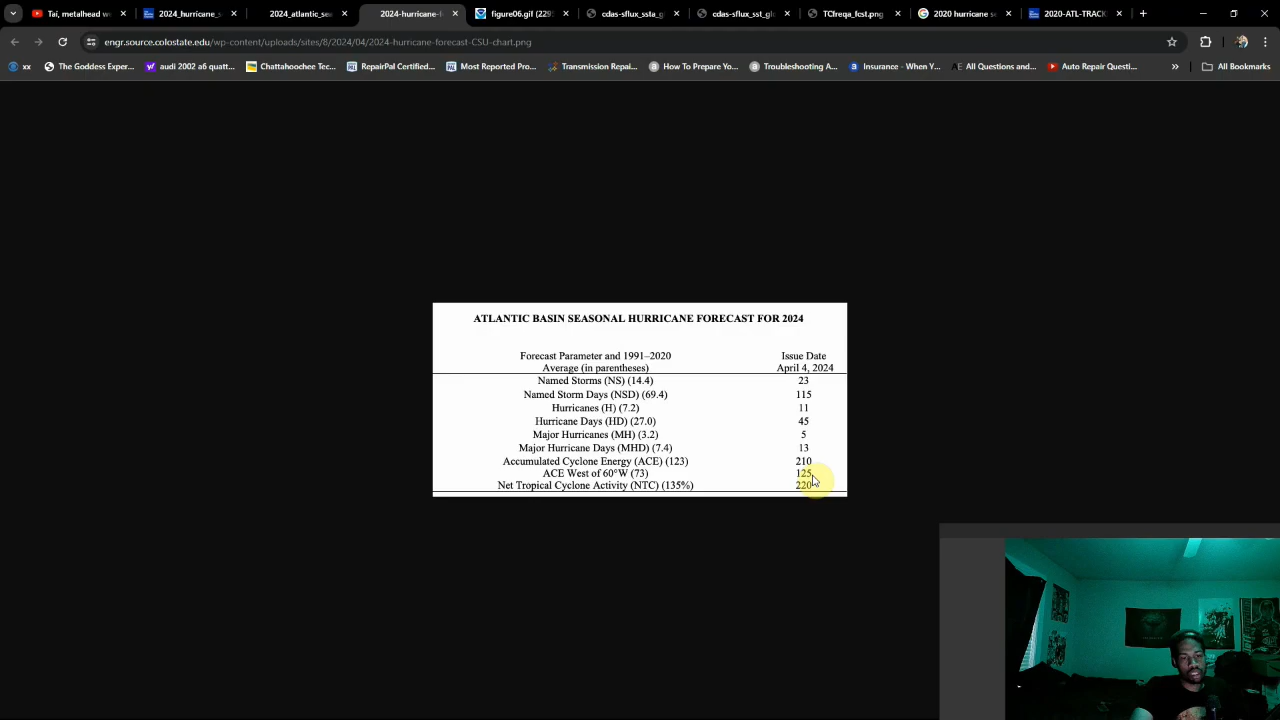 Tai, metalhead w
2024_hurricane_s
2024_atlantic_sea
2024-hurricane-f
figure06.gif (229
cdas-sflux_ssta_g
cdas-sflux_sst_glo
TCfreqa_fcst.png
2020 hurricane se
2020-ATL-TRACK
engr.source.colostate.edu/wp-content/uploads/sites/8/2024/04/2024-hurricane-forecast-CSU-chart.png
xx
The Goddess Exper...
audi 2002 a6 quatt...
Chattahoochee Tec...
RepairPal Certified...
Most Reported Pro...
Transmission Repai...
How To Prepare Yo...
Troubleshooting A...
Insurance - When Y...
All Questions and...
Auto Repair Questi...
All Bookmarks
ATLANTIC BASIN SEASONAL HURRICANE FORECAST FOR 2024
Forecast Parameter and 1991–2020 Issue Date
Average (in parentheses) April 4, 2024
Named Storms (NS) (14.4) 23
Named Storm Days (NSD) (69.4) 115
Hurricanes (H) (7.2) 11
Hurricane Days (HD) (27.0) 45
Major Hurricanes (MH) (3.2) 5
Major Hurricane Days (MHD) (7.4) 13
Accumulated Cyclone Energy (ACE) (123) 210
ACE West of 60°W (73) 125
Net Tropical Cyclone Activity (NTC) (135%) 220